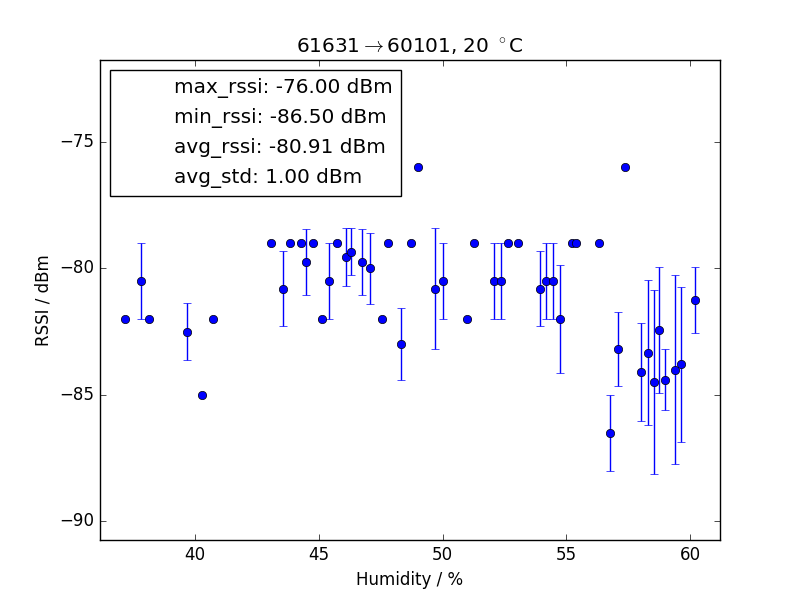 61631→60101, 20 °C
max_rssi: -76.00 dBm
min_rssi: -86.50 dBm
avg_rssi: -80.91 dBm
avg_std: 1.00 dBm
−75
−80
−85
−90
RSSI / dBm
40 45 50 55 60
Humidity / %